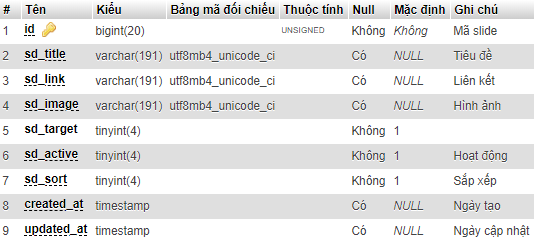 # Tên Kiểu Bảng mã đối chiếu Thuộc tính Null Mặc định Ghi chú
1 id bigint(20) UNSIGNED Không Không Mã slide
2 sd_title varchar(191) utf8mb4_unicode_ci Có NULL Tiêu đề
3 sd_link varchar(191) utf8mb4_unicode_ci Có NULL Liên kết
4 sd_image varchar(191) utf8mb4_unicode_ci Có NULL Hình ảnh
5 sd_target tinyint(4) Không 1
6 sd_active tinyint(4) Không 1 Hoạt động
7 sd_sort tinyint(4) Không 1 Sắp xếp
8 created_at timestamp Có NULL Ngày tao
9 updated_at timestamp Có NULL Ngày cập nhật